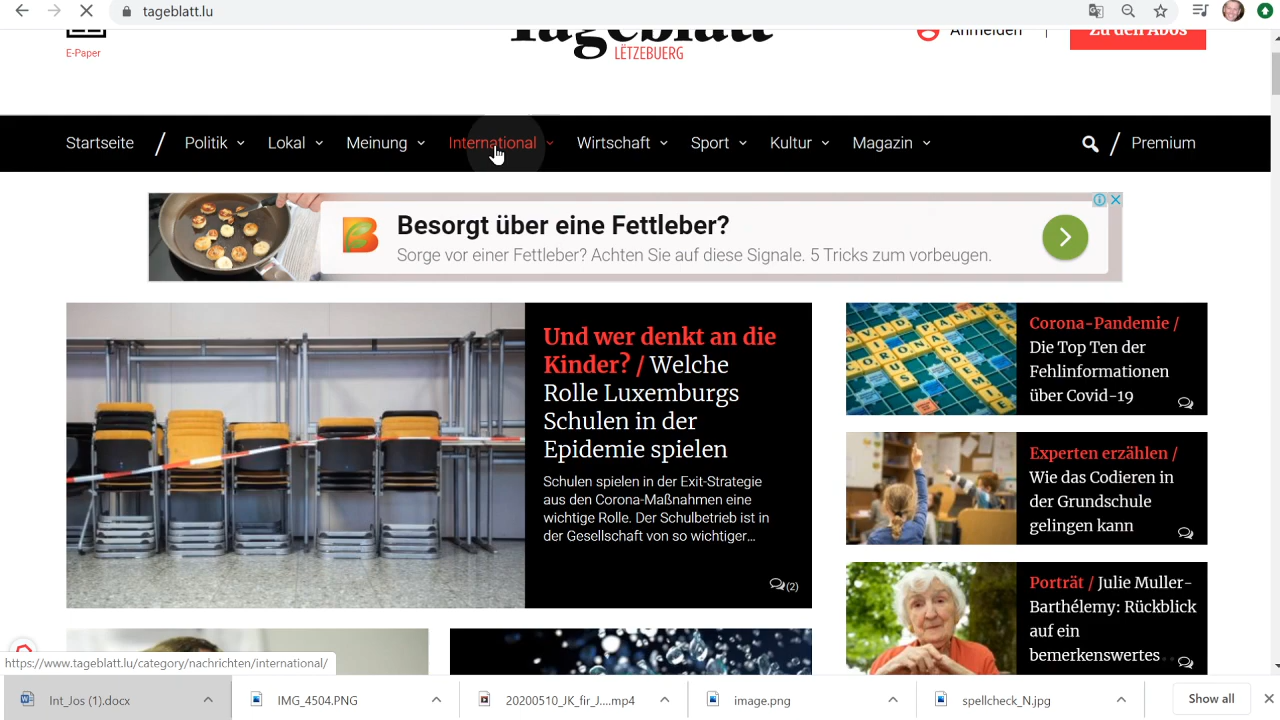 tageblatt.lu
E-Paper
Tageblatt
LËTZEBUERG
Anmelden
Zu den Abos
Startseite / Politik Lokal Meinung International Wirtschaft Sport Kultur Magazin / Premium
Besorgt über eine Fettleber?
Sorge vor einer Fettleber? Achten Sie auf diese Signale. 5 Tricks zum vorbeugen.
Und wer denkt an die
Kinder? / Welche
Rolle Luxemburgs
Schulen in der
Epidemie spielen
Schulen spielen in der Exit-Strategie
aus den Corona-Maßnahmen eine
wichtige Rolle. Der Schulbetrieb ist in
der Gesellschaft von so wichtiger...
(2)
Corona-Pandemie /
Die Top Ten der
Fehlinformationen
über Covid-19
Experten erzählen /
Wie das Codieren in
der Grundschule
gelingen kann
Porträt / Julie Muller-
Barthélemy: Rückblick
auf ein
bemerkenswertes
https://www.tageblatt.lu/category/nachrichten/international/
Int_Jos (1).docx
IMG_4504.PNG
20200510_JK_fir_J....mp4
image.png
spellcheck_N.jpg
Show all